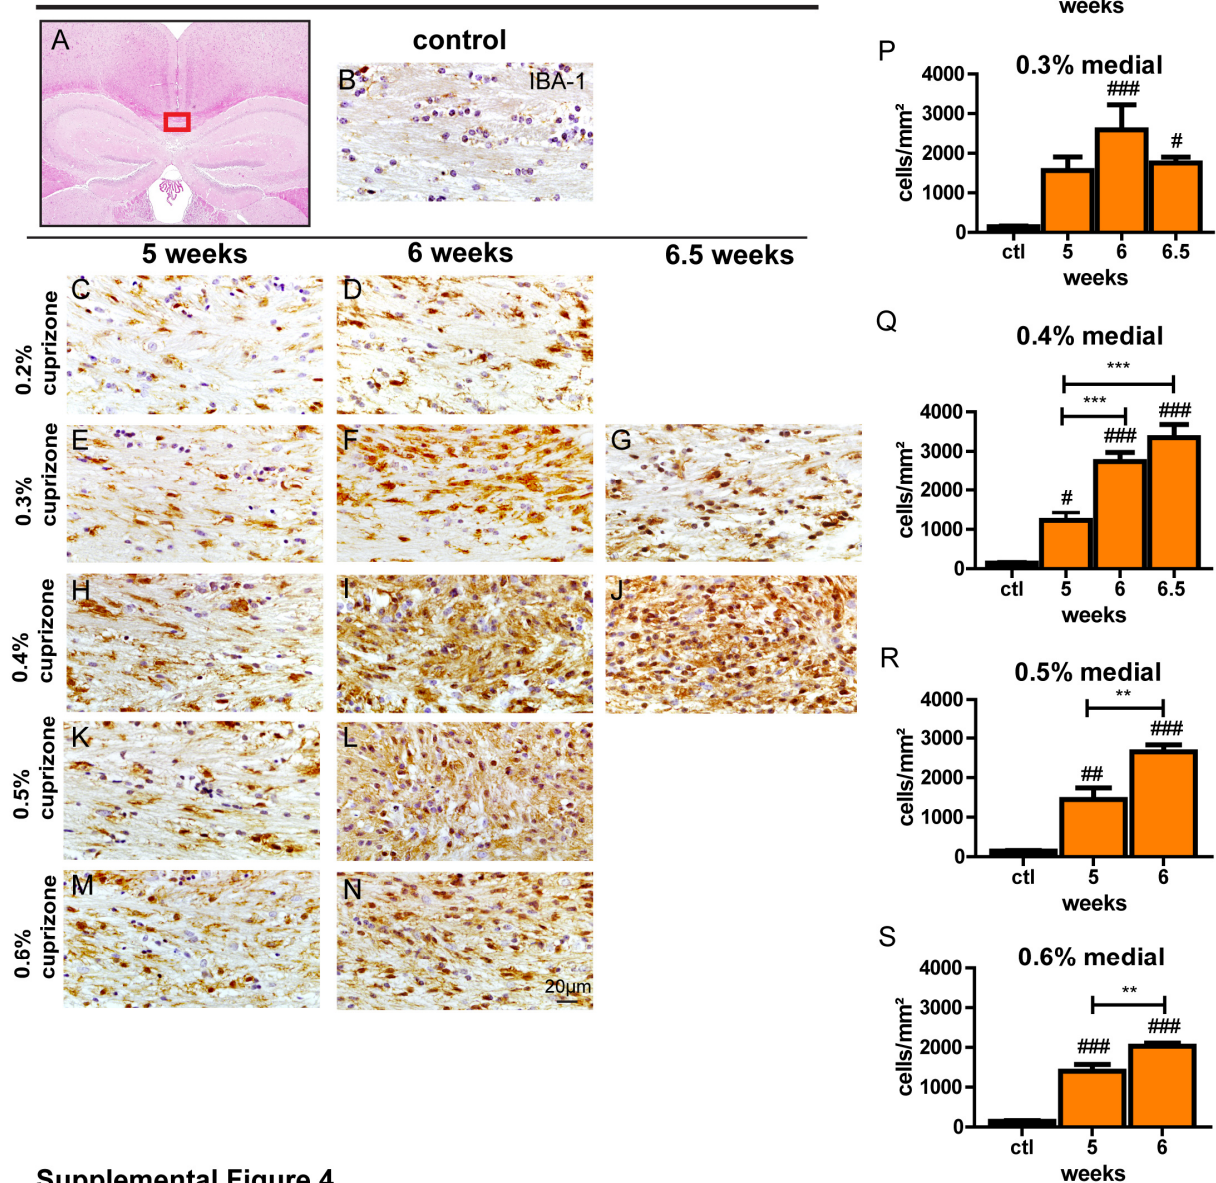 A
control
B
IBA-1
5 weeks
6 weeks
6.5 weeks
0.2%
cuprizone
C
D
0.3%
cuprizone
E
F
G
0.4%
cuprizone
H
I
J
0.5%
cuprizone
K
L
0.6%
cuprizone
M
N
20µm
Supplemental Figure 4
weeks
P
0.3% medial
cells/mm²
4000
3000
2000
1000
0
###
#
ctl 5 6 6.5
weeks
Q
0.4% medial
***
***
cells/mm²
4000
3000
2000
1000
0
#
###
###
ctl 5 6 6.5
weeks
R
0.5% medial
**
cells/mm²
4000
3000
2000
1000
0
##
###
ctl 5 6
weeks
S
0.6% medial
**
cells/mm²
4000
3000
2000
1000
0
###
###
ctl 5 6
weeks